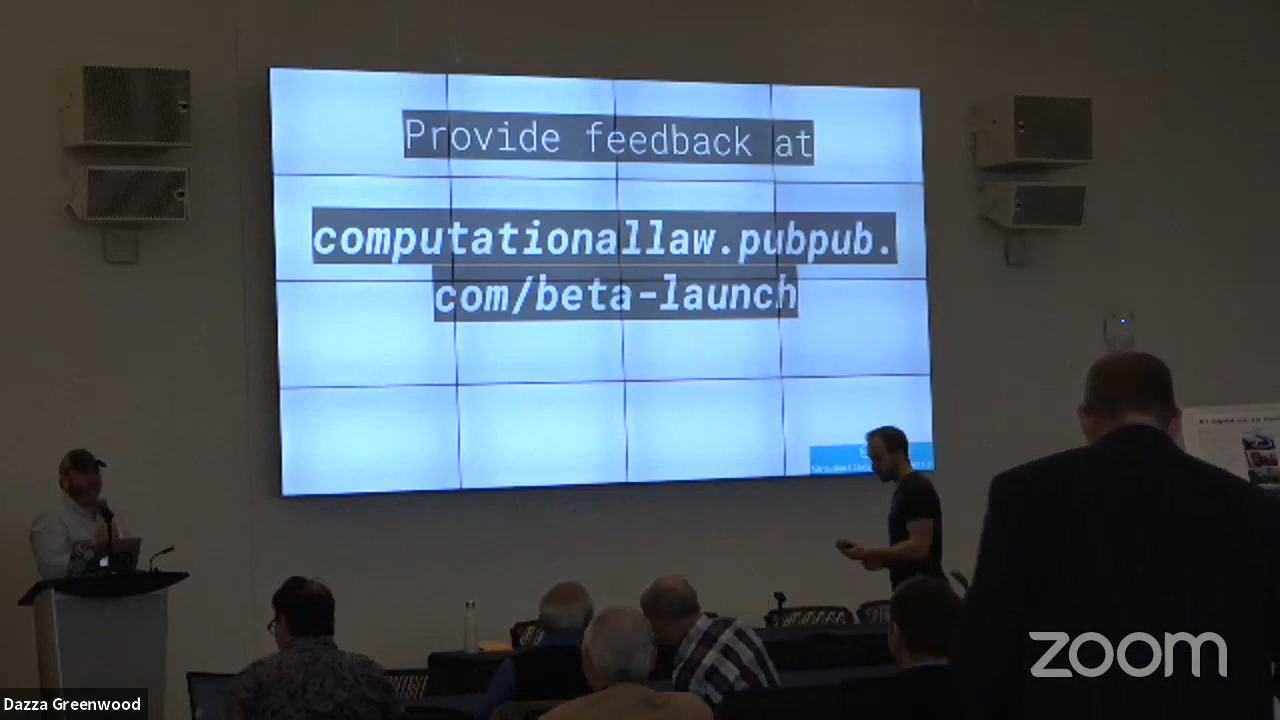 Provide feedback at
computationallaw.pubpub.
com/beta-launch
zoom
Dazza Greenwood